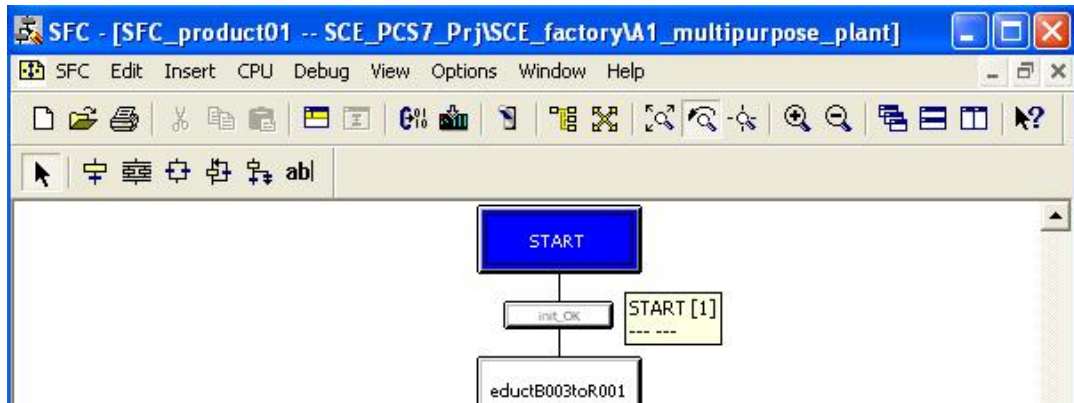 SFC - [SFC_product01 -- SCE_PCS7_Prj\SCE_factory\A1_multipurpose_plant]
SFC Edit Insert CPU Debug View Options Window Help
ab|
START
init_OK
START [1]
--- ---
eductB003toR001